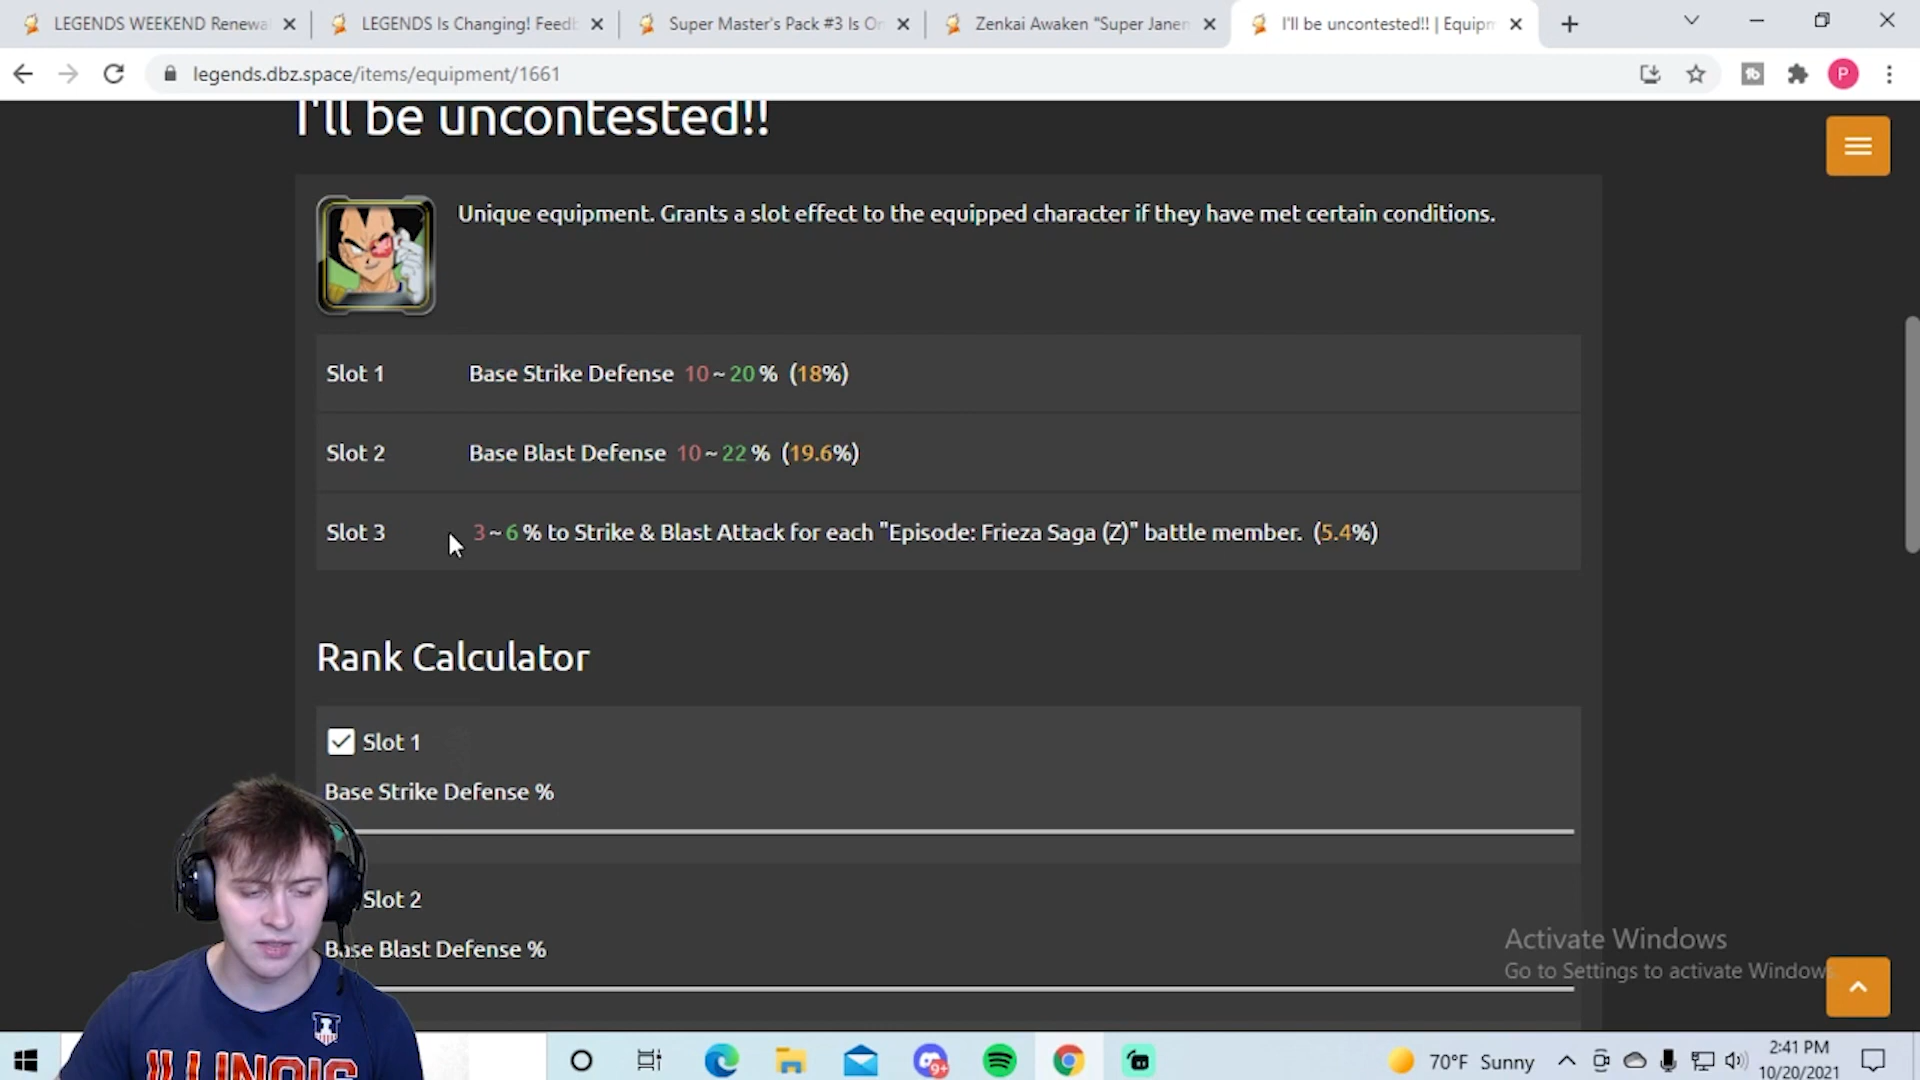 LEGENDS WEEKEND Renewa
LEGENDS Is Changing! Feedb
Super Master's Pack #3 Is On
Zenkai Awaken "Super Janen
I'll be uncontested!! | Equipm
legends.dbz.space/items/equipment/1661
P
I'll be uncontested!!
Unique equipment. Grants a slot effect to the equipped character if they have met certain conditions.
Slot 1 Base Strike Defense 10 ~ 20 % (18%)
Slot 2 Base Blast Defense 10 ~ 22 % (19.6%)
Slot 3 3 ~ 6 % to Strike & Blast Attack for each "Episode: Frieza Saga (Z)" battle member. (5.4%)
Rank Calculator
Slot 1
Base Strike Defense %
Slot 2
Base Blast Defense %
Activate Windows
Go to Settings to activate Windows
I
ILLINOIS
9+
70°F Sunny
2:41 PM
10/20/2021